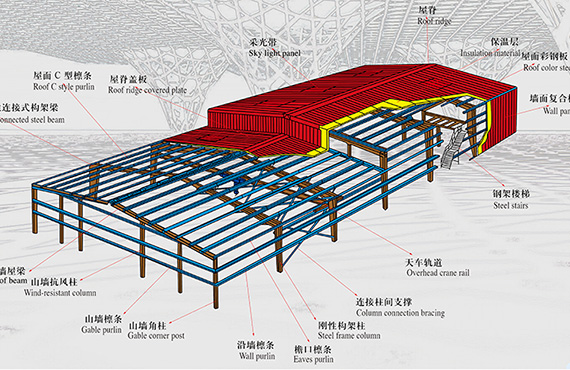 屋脊
Roof ridge
采光带
Sky light panel
保温层
Insulation material
屋面彩钢板
Roof color steel
屋面 C 型檩条
Roof C style purlin
屋脊盖板
Roof ridge covered plate
墙面复合
Wall pan
连接式构架梁
onnected steel beam
钢架楼梯
Steel stairs
天车轨道
Overhead crane rail
墙屋梁
of beam
山墙抗风柱
Wind-resistant column
连接柱间支撑
Column connection bracing
山墙檩条
Gable purlin
山墙角柱
Gable corner post
刚性构架柱
Steel frame column
沿墙檩条
Wall purlin
檐口檩条
Eaves purlin